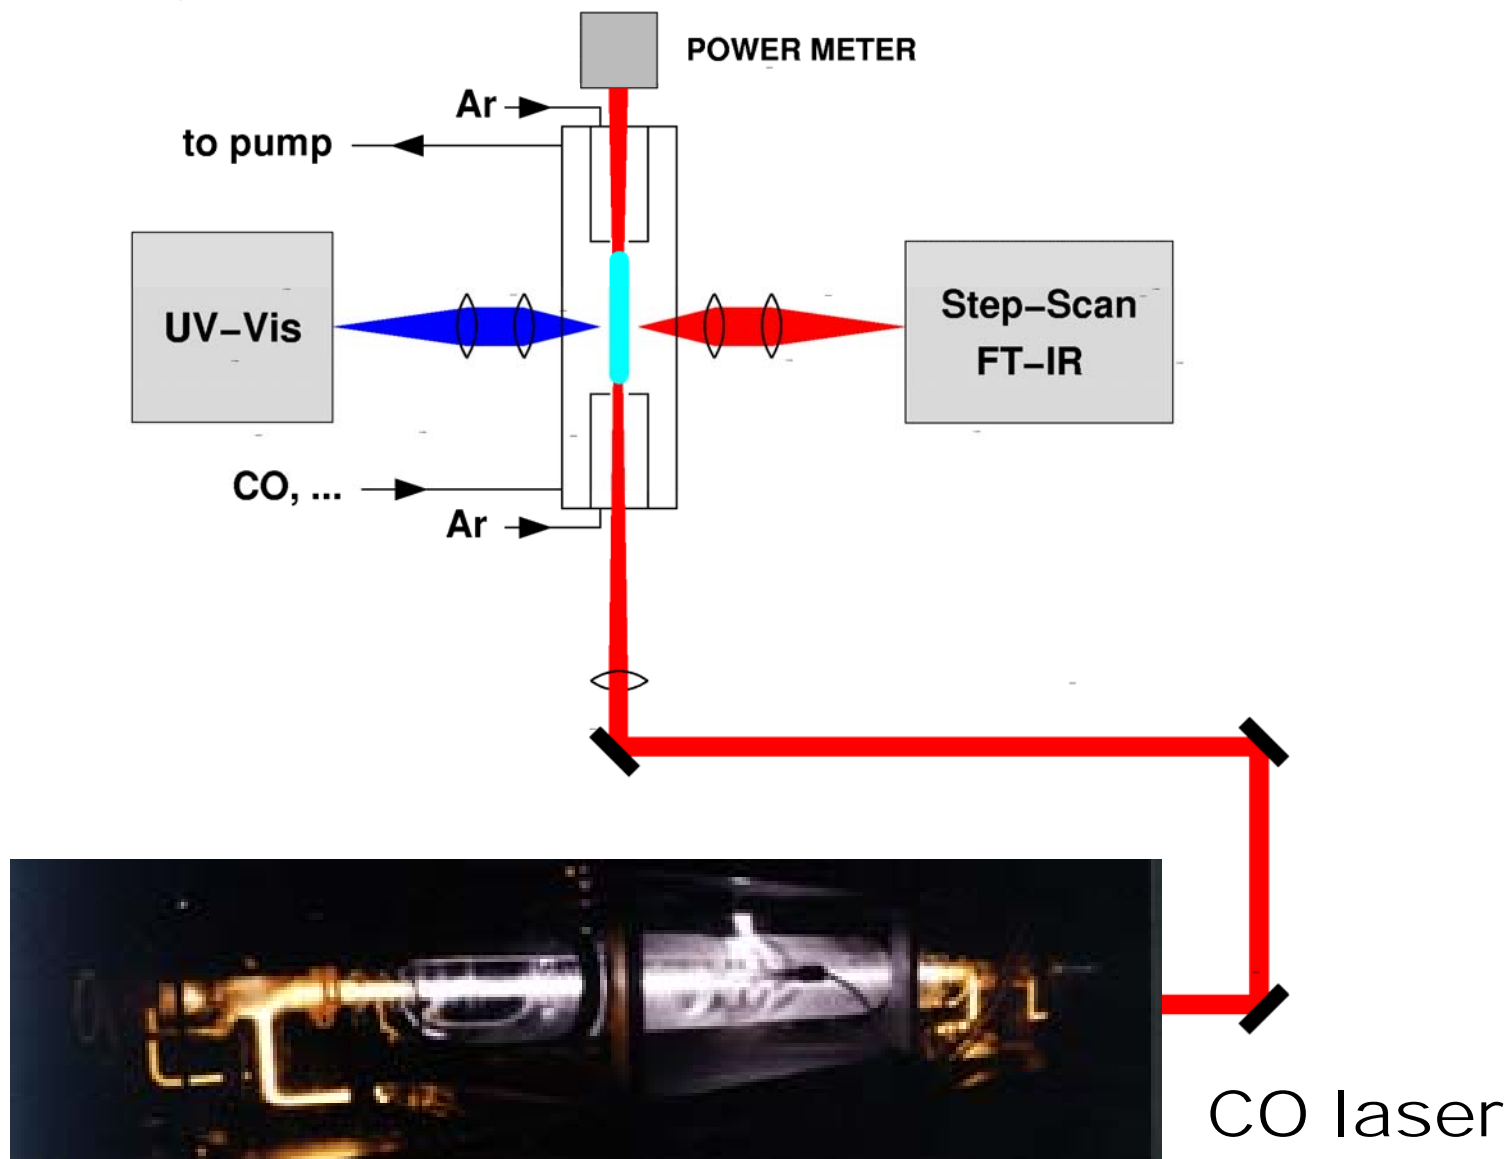 POWER METER
Ar
to pump
UV–Vis
Step–Scan
FT–IR
CO, ...
Ar
CO laser